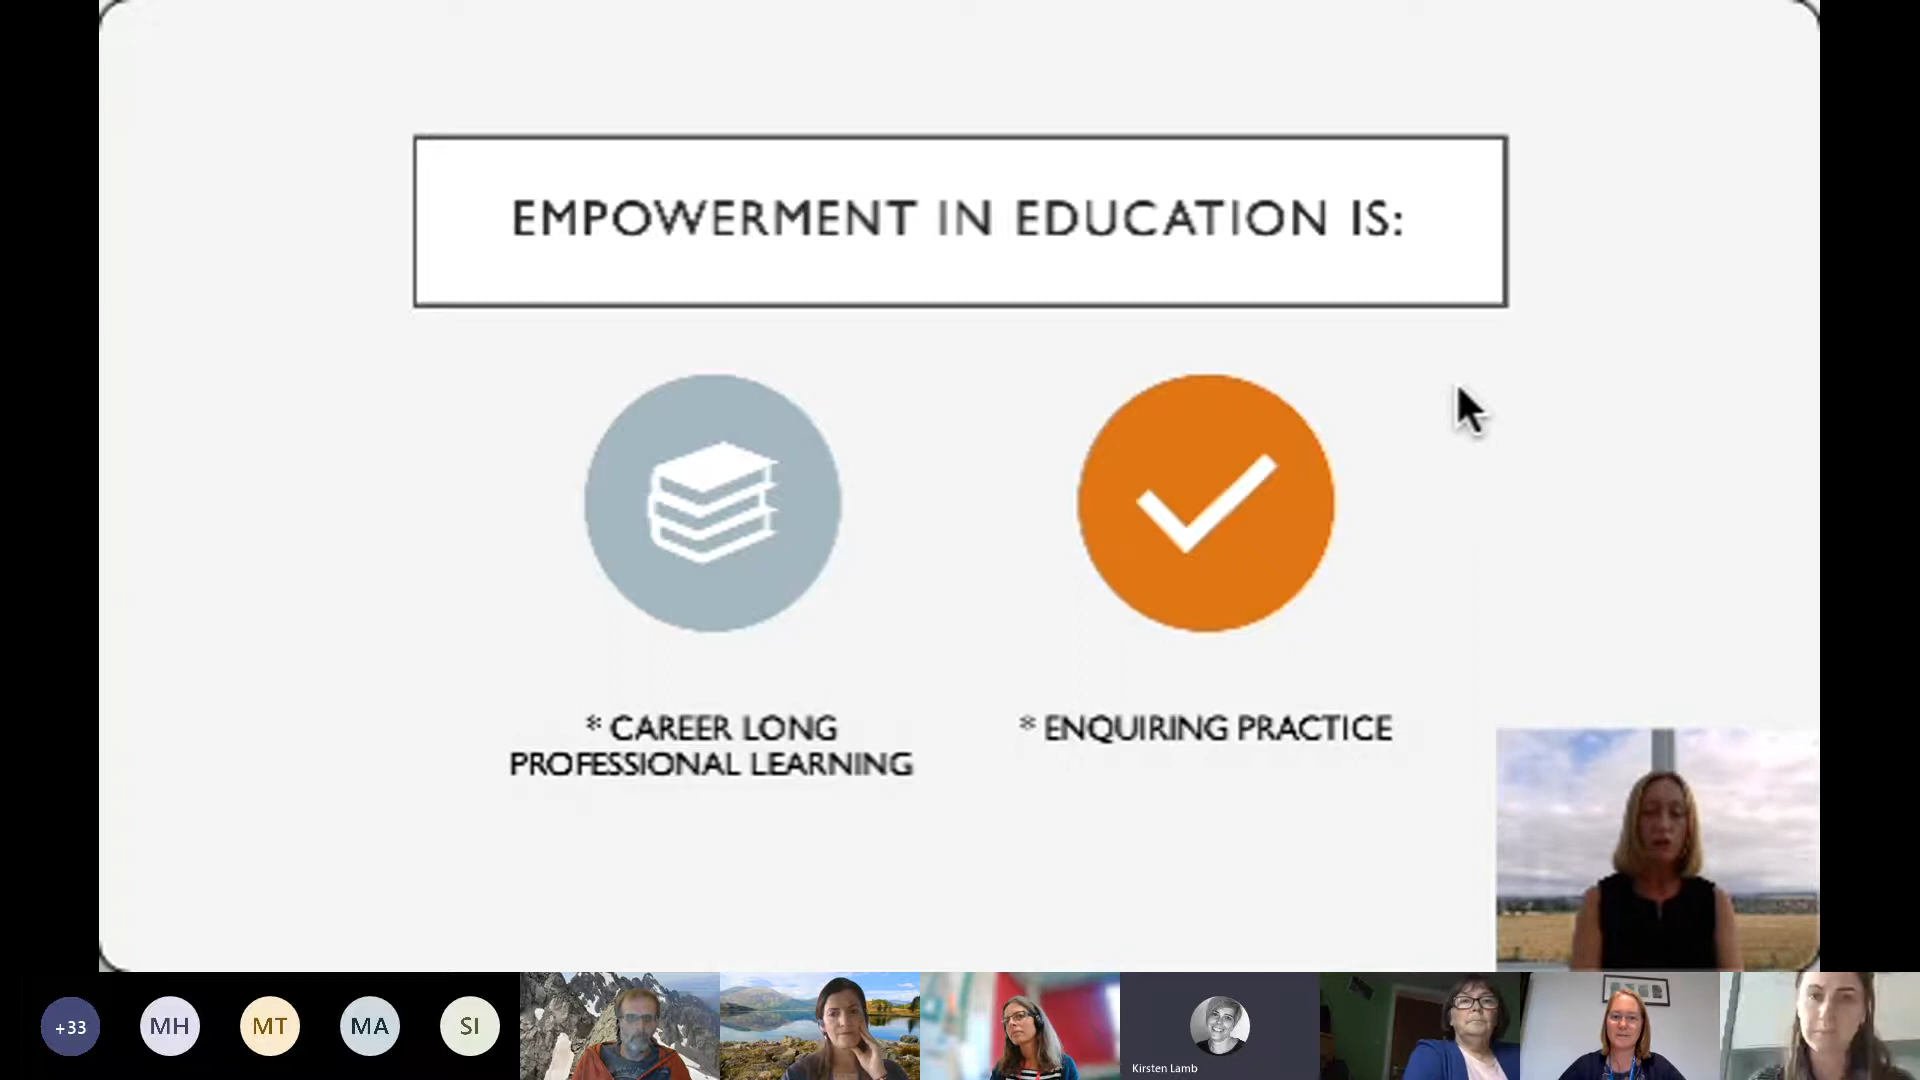 EMPOWERMENT IN EDUCATION IS:
* CAREER LONG
PROFESSIONAL LEARNING
* ENQUIRING PRACTICE
+33
MH
MT
MA
SI
Kirsten Lamb